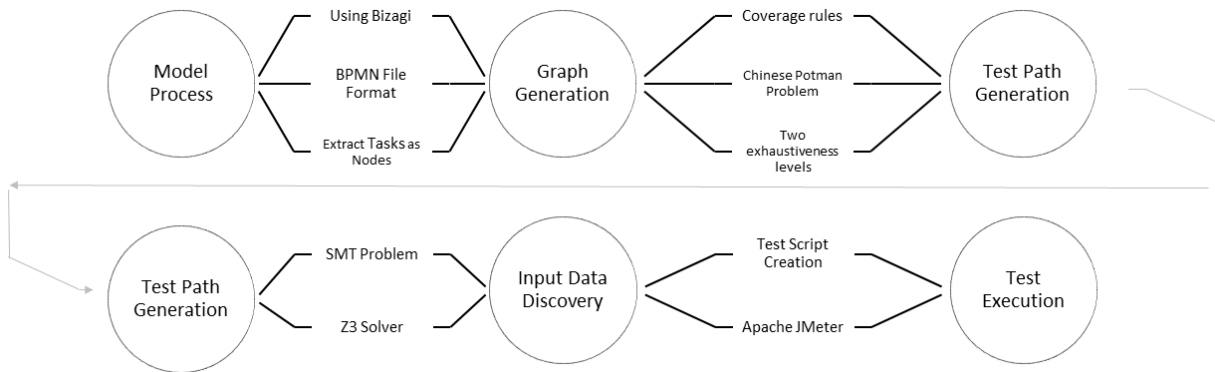 Using Bizagi
Coverage rules
Model
Process
BPMN File
Format
Graph
Generation
Chinese Potman
Problem
Test Path
Generation
Extract Tasks as
Nodes
Two
exhaustiveness
levels
SMT Problem
Test Script
Creation
Test Path
Generation
Input Data
Discovery
Test
Execution
Z3 Solver
Apache JMeter